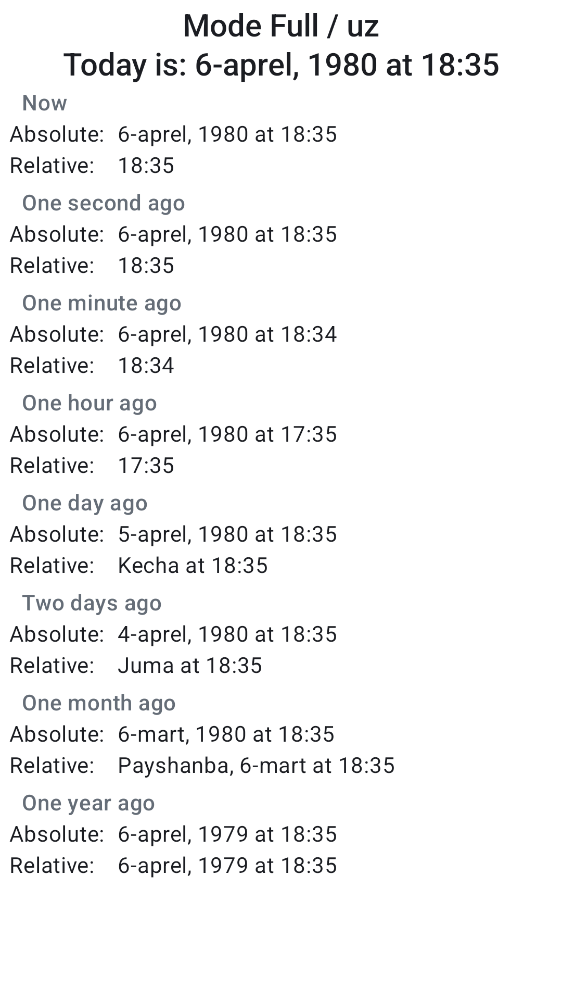 Mode Full / uz
Today is: 6-aprel, 1980 at 18:35
Now
Absolute: 6-aprel, 1980 at 18:35
Relative: 18:35
One second ago
Absolute: 6-aprel, 1980 at 18:35
Relative: 18:35
One minute ago
Absolute: 6-aprel, 1980 at 18:34
Relative: 18:34
One hour ago
Absolute: 6-aprel, 1980 at 17:35
Relative: 17:35
One day ago
Absolute: 5-aprel, 1980 at 18:35
Relative: Kecha at 18:35
Two days ago
Absolute: 4-aprel, 1980 at 18:35
Relative: Juma at 18:35
One month ago
Absolute: 6-mart, 1980 at 18:35
Relative: Payshanba, 6-mart at 18:35
One year ago
Absolute: 6-aprel, 1979 at 18:35
Relative: 6-aprel, 1979 at 18:35